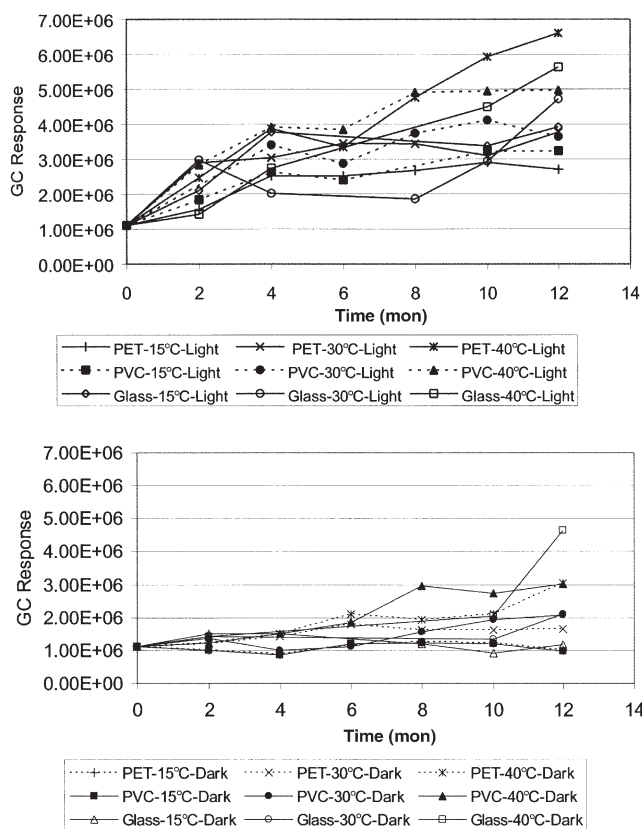 7.00E+06
6.00E+06
5.00E+06
4.00E+06
3.00E+06
2.00E+06
1.00E+06
0.00E+00
GC Response
0 2 4 6 8 10 12 14
Time (mon)
PET-15°C-Light PET-30°C-Light PET-40°C-Light
PVC-15°C-Light PVC-30°C-Light PVC-40°C-Light
Glass-15°C-Light Glass-30°C-Light Glass-40°C-Light
7.00E+06
6.00E+06
5.00E+06
4.00E+06
3.00E+06
2.00E+06
1.00E+06
0.00E+00
GC Response
0 2 4 6 8 10 12 14
Time (mon)
PET-15°C-Dark PET-30°C-Dark PET-40°C-Dark
PVC-15°C-Dark PVC-30°C-Dark PVC-40°C-Dark
Glass-15°C-Dark Glass-30°C-Dark Glass-40°C-Dark